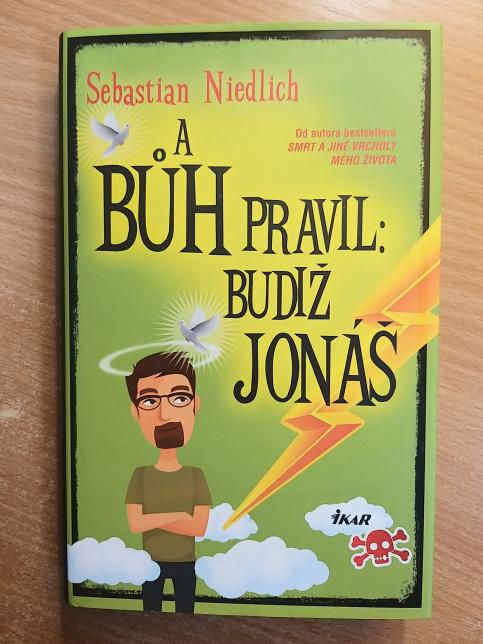 Sebastian Niedlich
Od autora bestselleru
SMRT A JINÉ VRCHOLY
MÉHO ŽIVOTA
A
BŮH PRAVIL:
BUDIŽ
JONÁŠ
IKAR